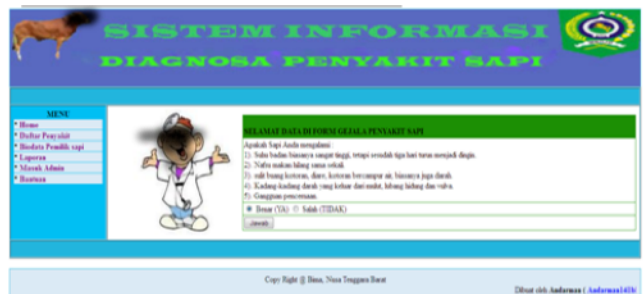 SISTEM INFORMASI
DIAGNOSA PENYAKIT SAPI
MENU
* Home
* Daftar Penyakit
* Biodata Pemilik sapi
* Laporan
* Masuk Admin
* Bantuan
SELAMAT DATA DI FORM GEJALA PENYAKIT SAPI
Apakah Sapi Anda mengalami :
1). Suhu badan biasanya sangat tinggi, tetapi sesudah tiga hari turun menjadi dingin.
2). Nafsu makan hilang sama sekali.
3). sulit buang kotoran, diare, kotoran bercampur air, biasanya juga darah.
4). Kadang-kadang darah yang keluar dari mulut, lubang hidung dan vulva.
5). Gangguan pencernaan.
Benar (YA) Salah (TIDAK)
Jawab
Copy Right @ Bima, Nusa Tenggara Barat
Dibuat oleh Andarman (